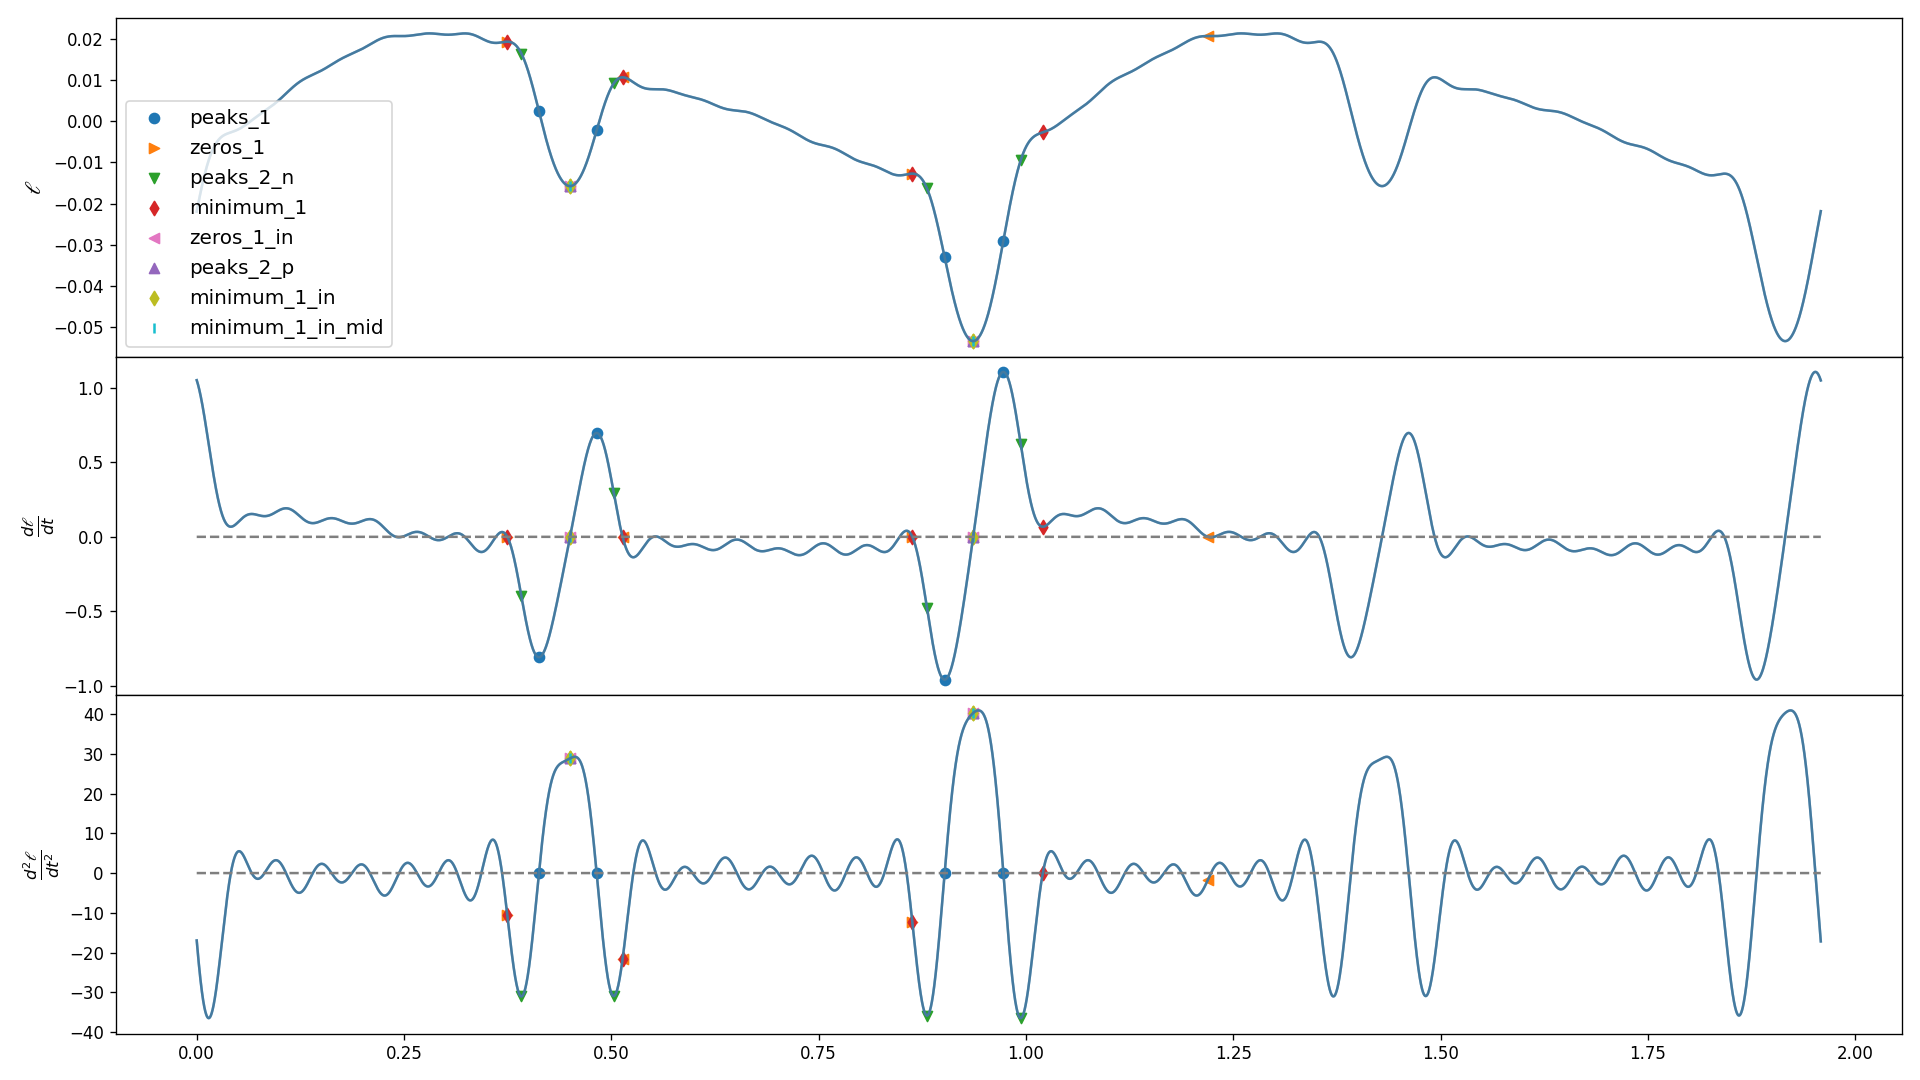 0.02
0.01
0.00
−0.01
−0.02
−0.03
−0.04
−0.05
ℓ
peaks_1
zeros_1
peaks_2_n
minimum_1
zeros_1_in
peaks_2_p
minimum_1_in
minimum_1_in_mid
1.0
0.5
0.0
−0.5
−1.0
dℓ
dt
40
30
20
10
0
−10
−20
−30
−40
d²ℓ
dt²
0.00 0.25 0.50 0.75 1.00 1.25 1.50 1.75 2.00